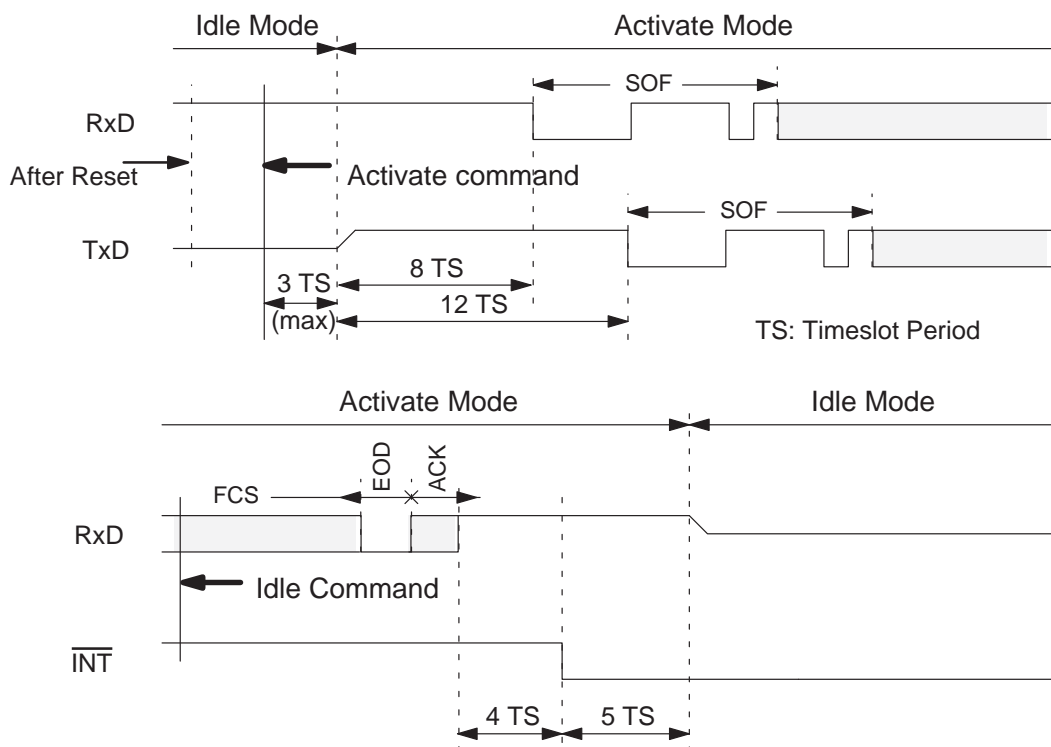 Idle Mode
Activate Mode
SOF
RxD
After Reset
Activate command
SOF
TxD
3 TS
(max)
8 TS
12 TS
TS: Timeslot Period
Activate Mode
Idle Mode
FCS
EOD
ACK
RxD
Idle Command
INT
4 TS
5 TS